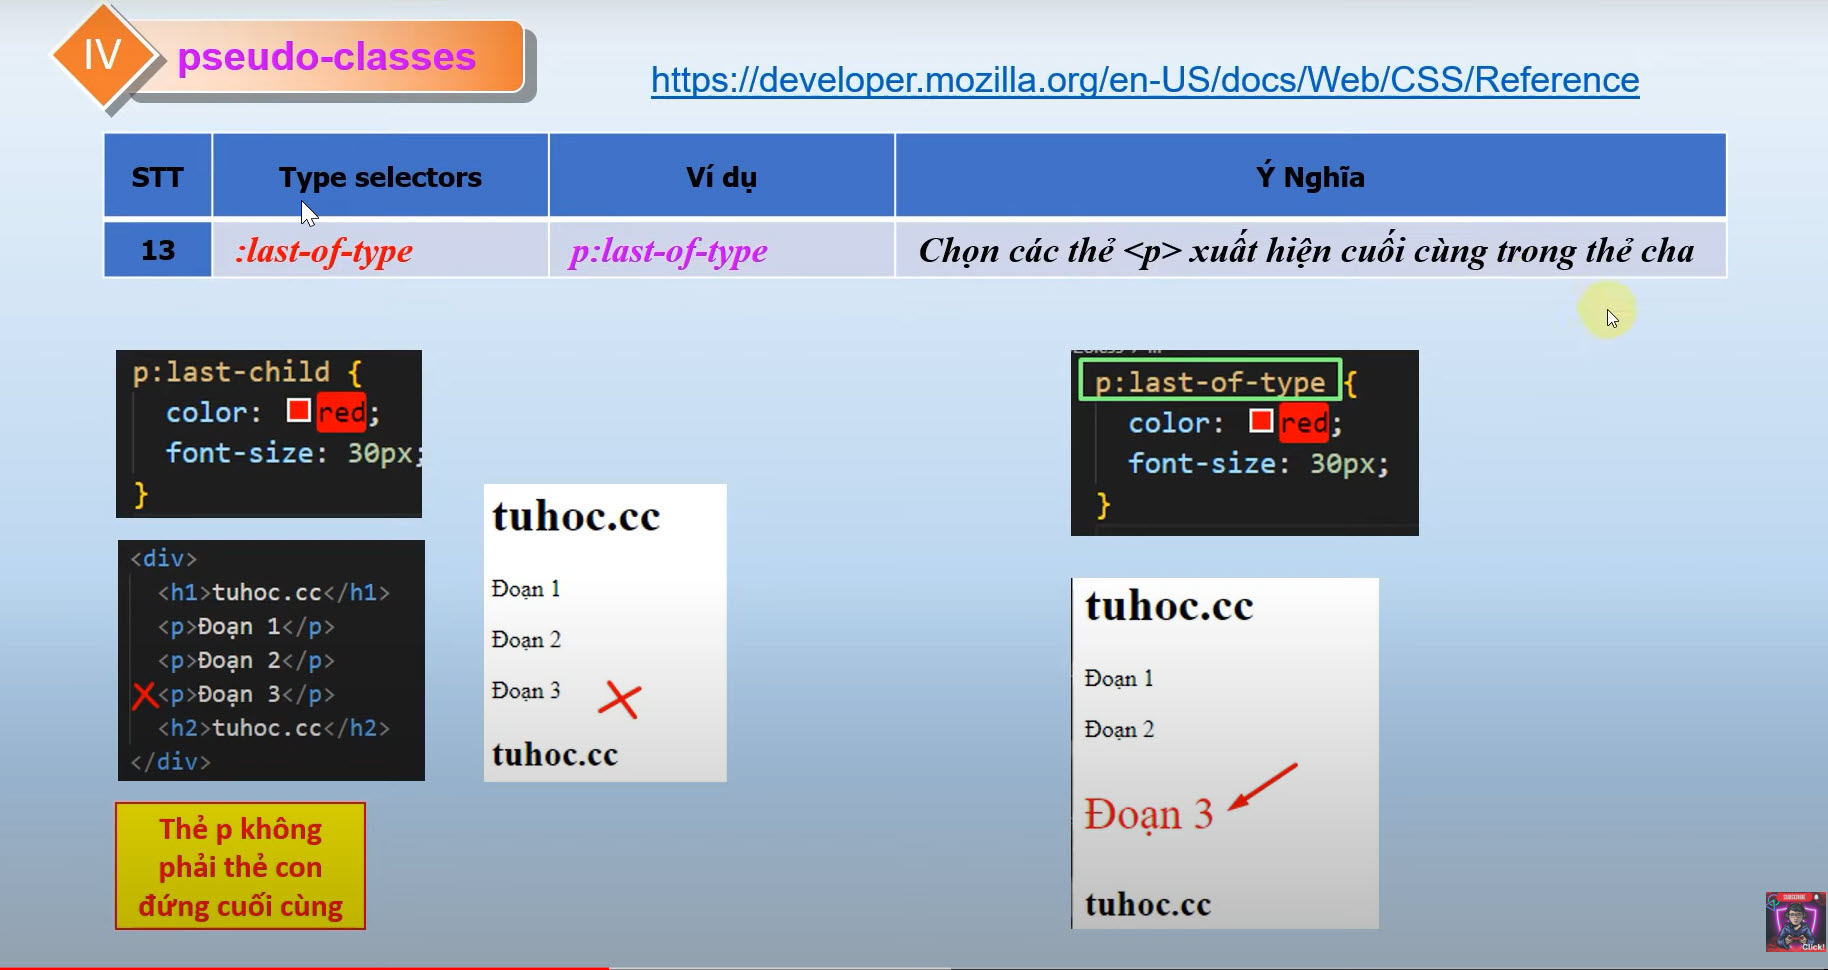 IV
pseudo-classes
https://developer.mozilla.org/en-US/docs/Web/CSS/Reference
STT Type selectors Ví dụ Ý Nghĩa
13 :last-of-type p:last-of-type Chọn các thẻ <p> xuất hiện cuối cùng trong thẻ cha
p:last-child {
color: red;
font-size: 30px;
}
<div>
<h1>tuhoc.cc</h1>
<p>Đoạn 1</p>
<p>Đoạn 2</p>
<p>Đoạn 3</p>
<h2>tuhoc.cc</h2>
</div>
Thẻ p không
phải thẻ con
đứng cuối cùng
tuhoc.cc
Đoạn 1
Đoạn 2
Đoạn 3
tuhoc.cc
p:last-of-type {
color: red;
font-size: 30px;
}
tuhoc.cc
Đoạn 1
Đoạn 2
Đoạn 3
tuhoc.cc
SUBSCRIBE
Click!